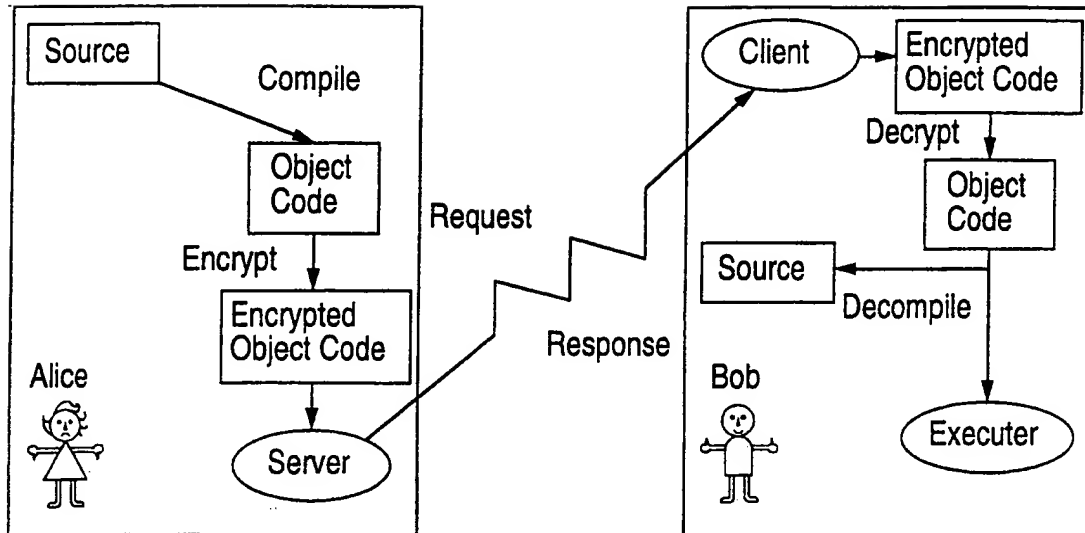 Source
Compile
Object
Code
Encrypt
Encrypted
Object Code
Alice
Server
Request
Response
Client
Encrypted
Object Code
Decrypt
Object
Code
Source
Decompile
Bob
Executer